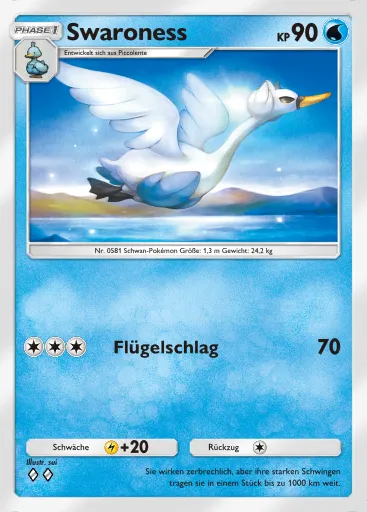 PHASE 1
Swaroness
KP 90
Entwickelt sich aus Piccolente
Nr. 0581 Schwan-Pokémon Größe: 1,3 m Gewicht: 24,2 kg
Flügelschlag 70
Schwäche +20 Rückzug
Illustr. sui
Sie wirken zerbrechlich, aber ihre starken Schwingen
tragen sie in einem Stück bis zu 1000 km weit.